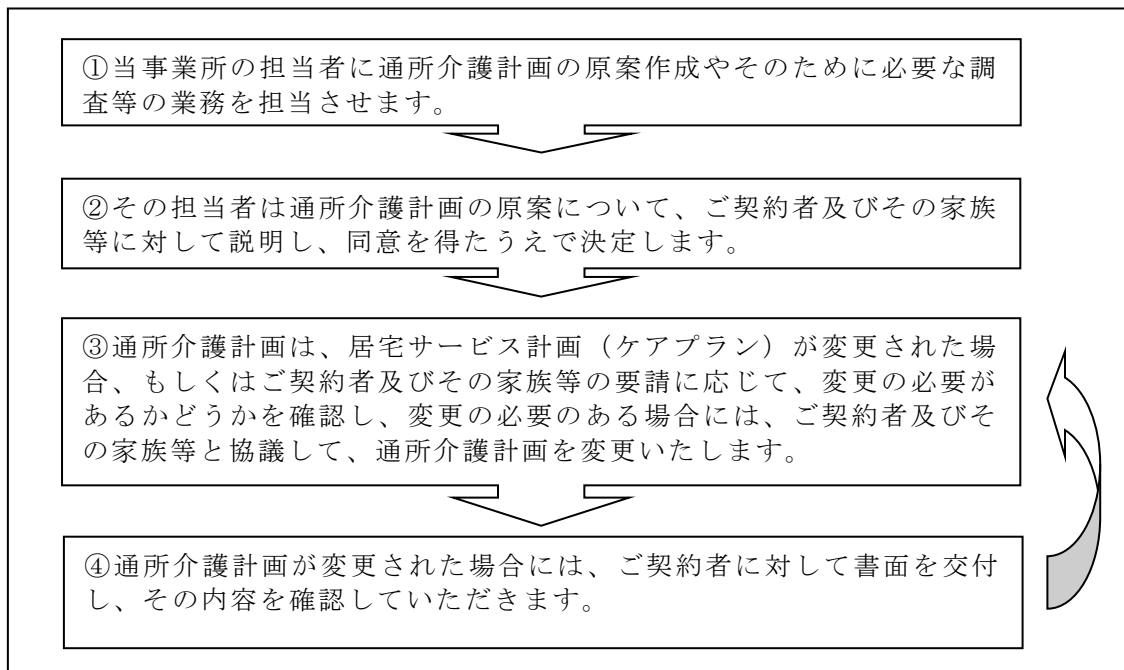 ①当事業所の担当者に通所介護計画の原案作成やそのために必要な調
査等の業務を担当させます。
②その担当者は通所介護計画の原案について、ご契約者及びその家族
等に対して説明し、同意を得たうえで決定します。
③通所介護計画は、居宅サービス計画（ケアプラン）が変更された場
合、もしくはご契約者及びその家族等の要請に応じて、変更の必要が
あるかどうかを確認し、変更の必要のある場合には、ご契約者及びそ
の家族等と協議して、通所介護計画を変更いたします。
④通所介護計画が変更された場合には、ご契約者に対して書面を交付
し、その内容を確認していただきます。